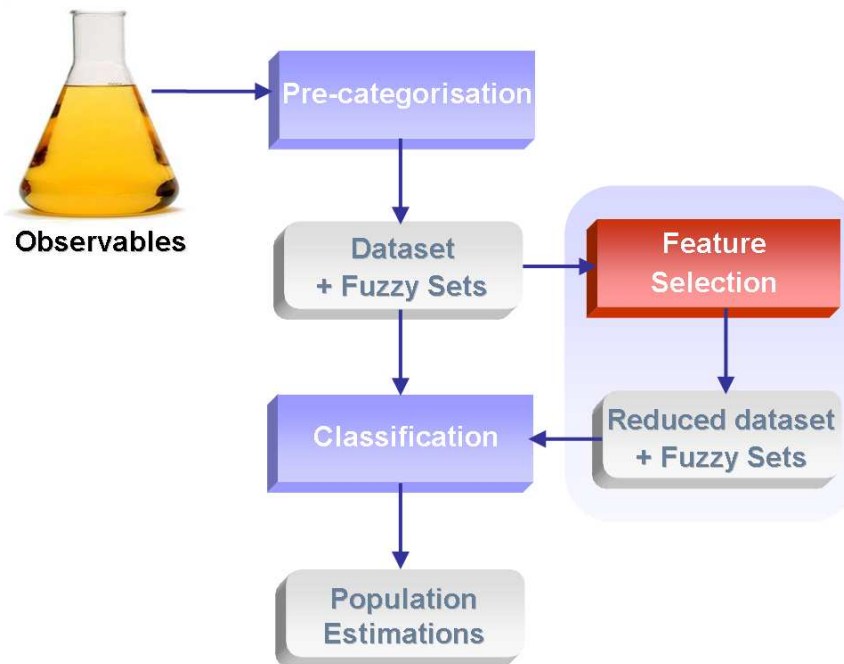 Pre-categorisation
Observables
Dataset
+ Fuzzy Sets
Feature
Selection
Classification
Reduced dataset
+ Fuzzy Sets
Population
Estimations